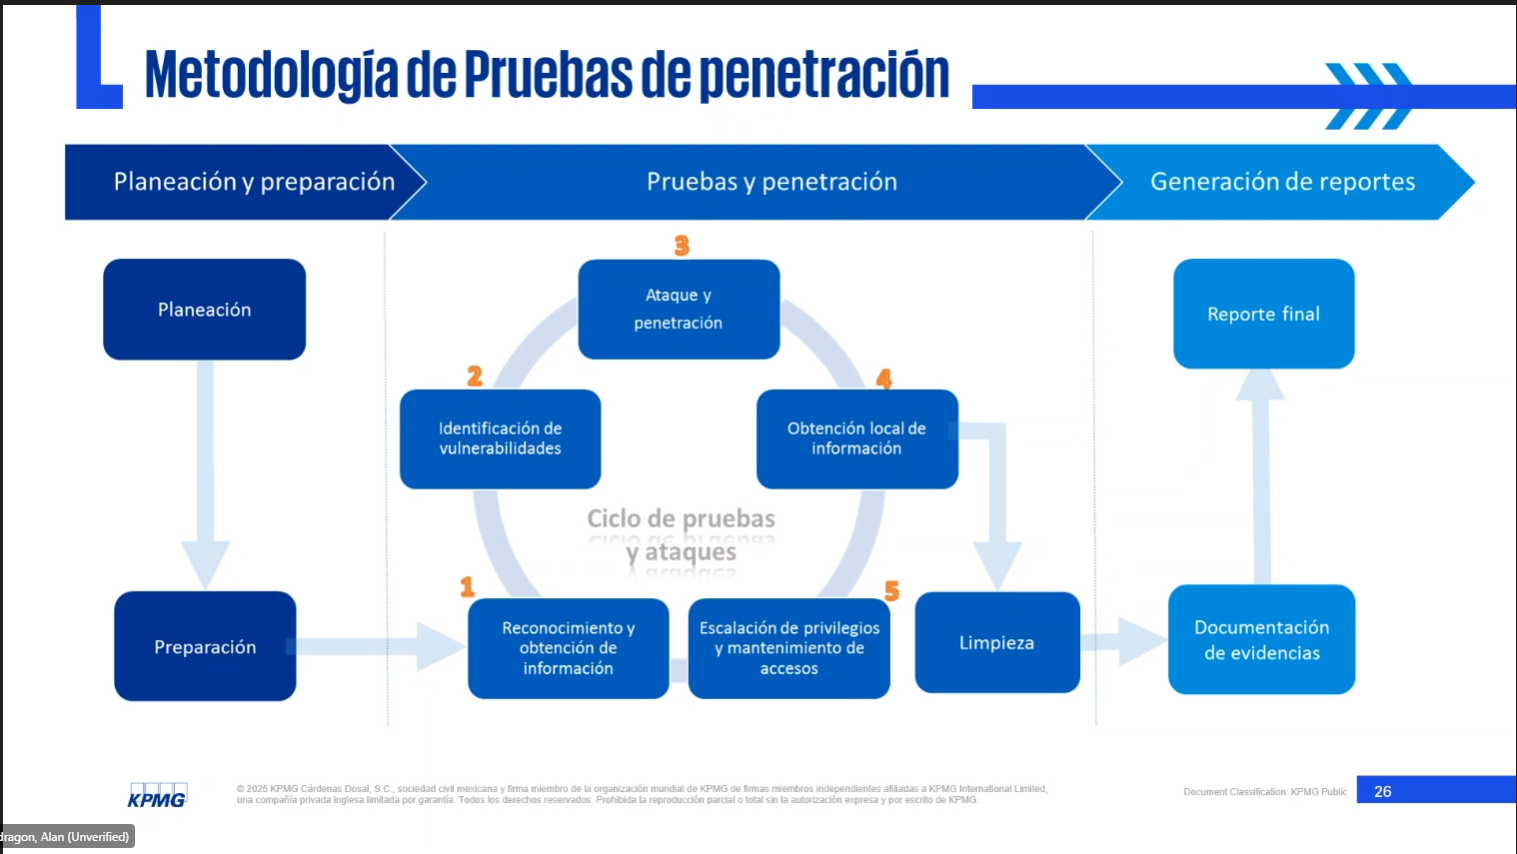 Metodología de Pruebas de penetración
Planeación y preparación
Pruebas y penetración
Generación de reportes
Planeación
Preparación
3
Ataque y
penetración
2
Identificación de
vulnerabilidades
4
Obtención local de
información
Ciclo de pruebas
y ataques
1
Reconocimiento y
obtención de
información
5
Escalación de privilegios
y mantenimiento de
accesos
Limpieza
Reporte final
Documentación
de evidencias
KPMG
© 2025 KPMG Cárdenas Dosal, S.C., sociedad civil mexicana y firma miembro de la organización mundial de KPMG de firmas miembros independientes afiliadas a KPMG International Limited,
una compañía privada inglesa limitada por garantía. Todos los derechos reservados. Prohibida la reproducción parcial o total sin la autorización expresa y por escrito de KPMG.
Document Classification: KPMG Public
26
dragon, Alan (Unverified)